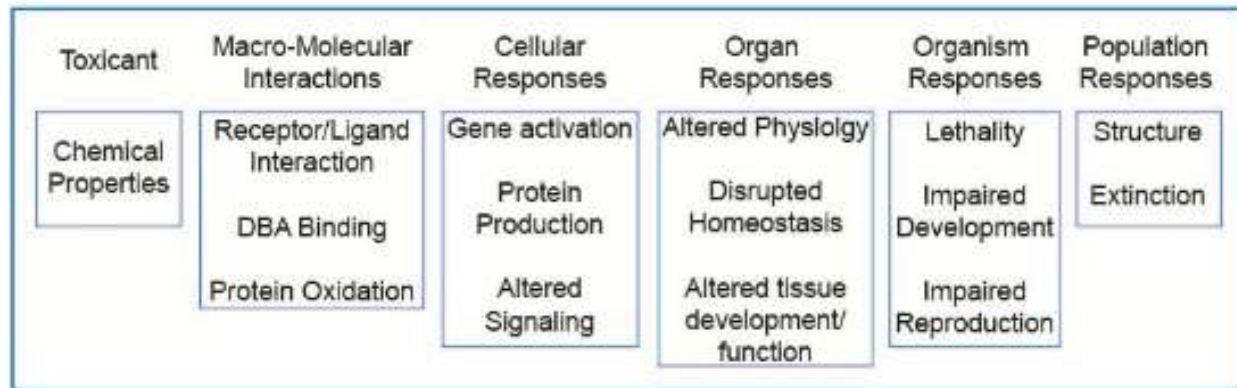 Toxicant
Macro-Molecular
Interactions
Cellular
Responses
Organ
Responses
Organism
Responses
Population
Responses
Chemical
Properties
Receptor/Ligand
Interaction
DBA Binding
Protein Oxidation
Gene activation
Protein
Production
Altered
Signaling
Altered Physiolgy
Disrupted
Homeostasis
Altered tissue
development/
function
Lethality
Impaired
Development
Impaired
Reproduction
Structure
Extinction